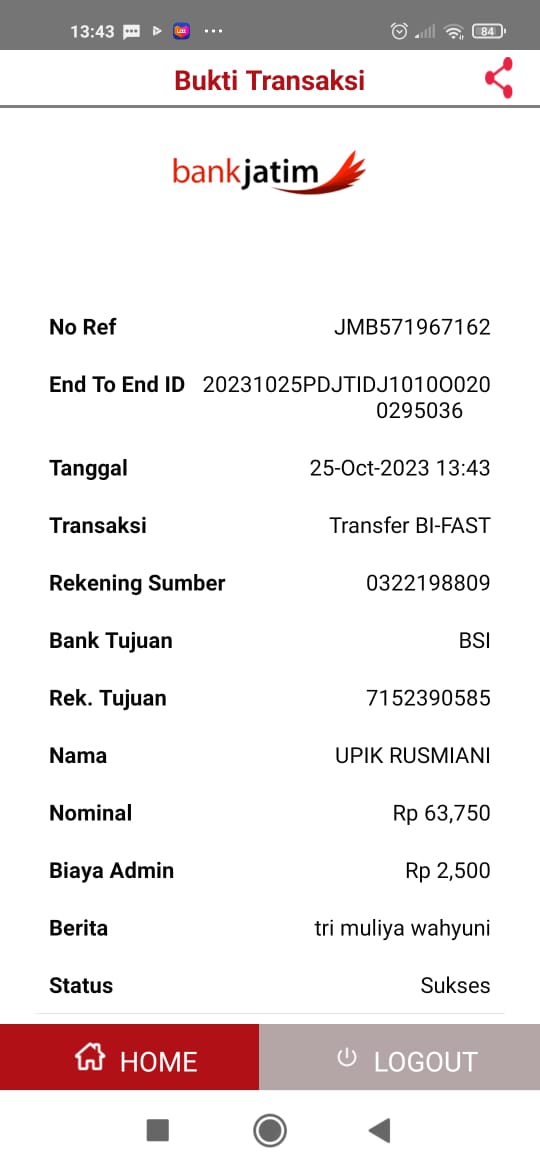 13:43
84
Bukti Transaksi
bankjatim
No Ref JMB571967162
End To End ID 20231025PDJTIDJ1010O020
0295036
Tanggal 25-Oct-2023 13:43
Transaksi Transfer BI-FAST
Rekening Sumber 0322198809
Bank Tujuan BSI
Rek. Tujuan 7152390585
Nama UPIK RUSMIANI
Nominal Rp 63,750
Biaya Admin Rp 2,500
Berita tri muliya wahyuni
Status Sukses
HOME LOGOUT